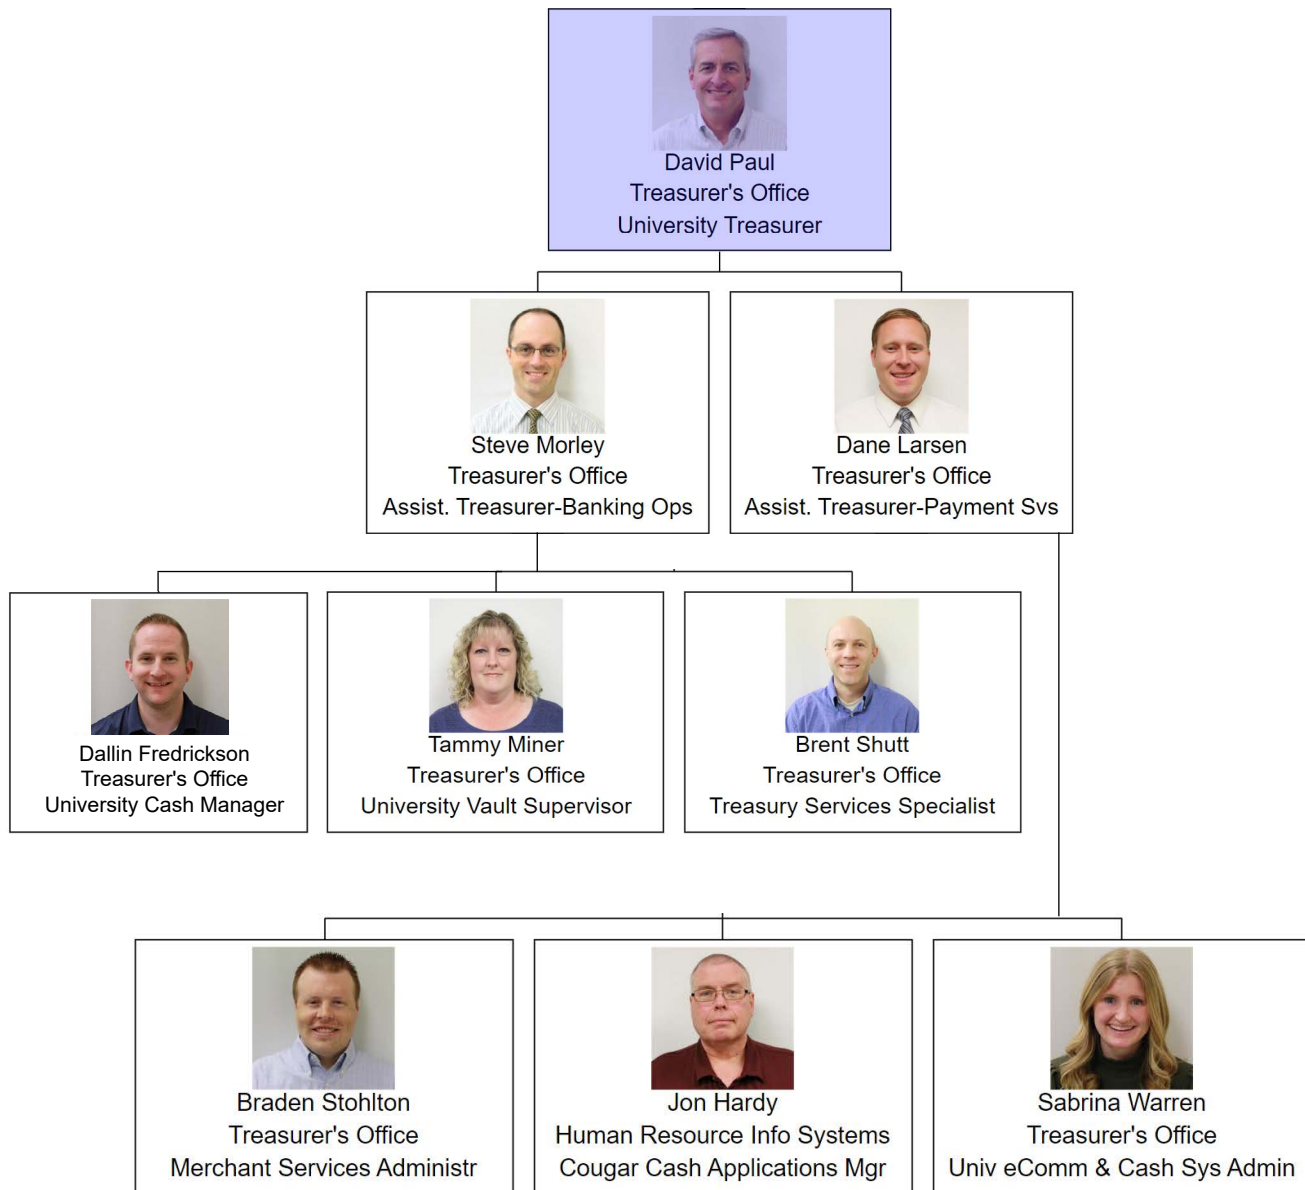 David Paul
Treasurer's Office
University Treasurer
Steve Morley
Treasurer's Office
Assist. Treasurer-Banking Ops
Dane Larsen
Treasurer's Office
Assist. Treasurer-Payment Svs
Dallin Fredrickson
Treasurer's Office
University Cash Manager
Tammy Miner
Treasurer's Office
University Vault Supervisor
Brent Shutt
Treasurer's Office
Treasury Services Specialist
Braden Stohlton
Treasurer's Office
Merchant Services Administr
Jon Hardy
Human Resource Info Systems
Cougar Cash Applications Mgr
Sabrina Warren
Treasurer's Office
Univ eComm & Cash Sys Admin